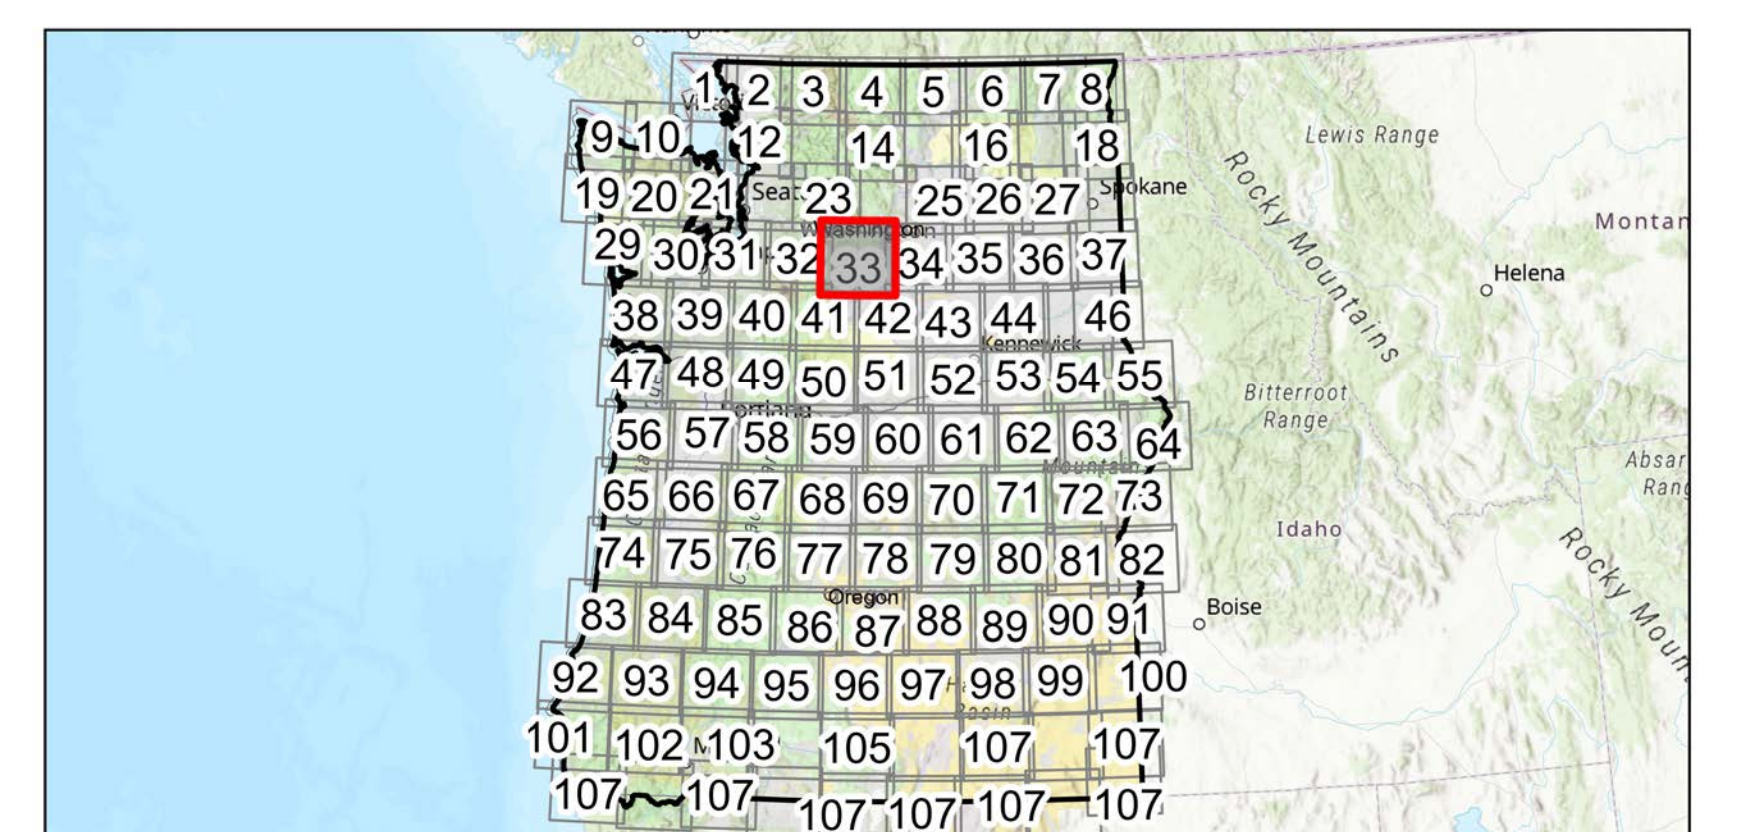 1 2 3 4 5 6 7 8
9 10 12 14 16 18
Lewis Range
19 20 21 23 25 26 27 Spokane
Rocky Mountains
Montan
Washington
29 30 31 32 33 34 35 36 37
Helena
38 39 40 41 42 43 44 46
Kennewick
47 48 49 50 51 52 53 54 55
Bitterroot
Range
Portland
56 57 58 59 60 61 62 63 64
Absar
Rang
65 66 67 68 69 70 71 72 73
Idaho
74 75 76 77 78 79 80 81 82
Rocky Moun
Oregon
Boise
83 84 85 86 87 88 89 90 91
92 93 94 95 96 97 98 99 100
Basin
101 102 103 105 107 107
107 107 107 107 107 107